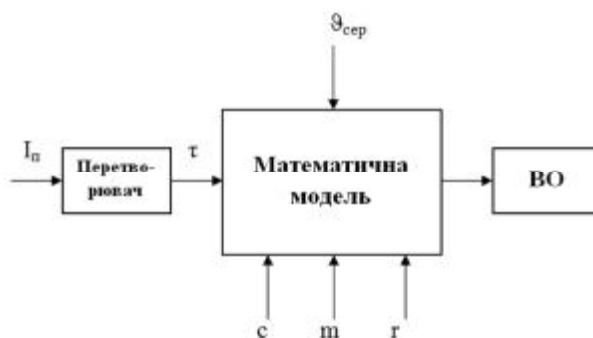 ϑсер
Iп
Перетво-
рювач
τ
Математична
модель
ВО
c
m
r